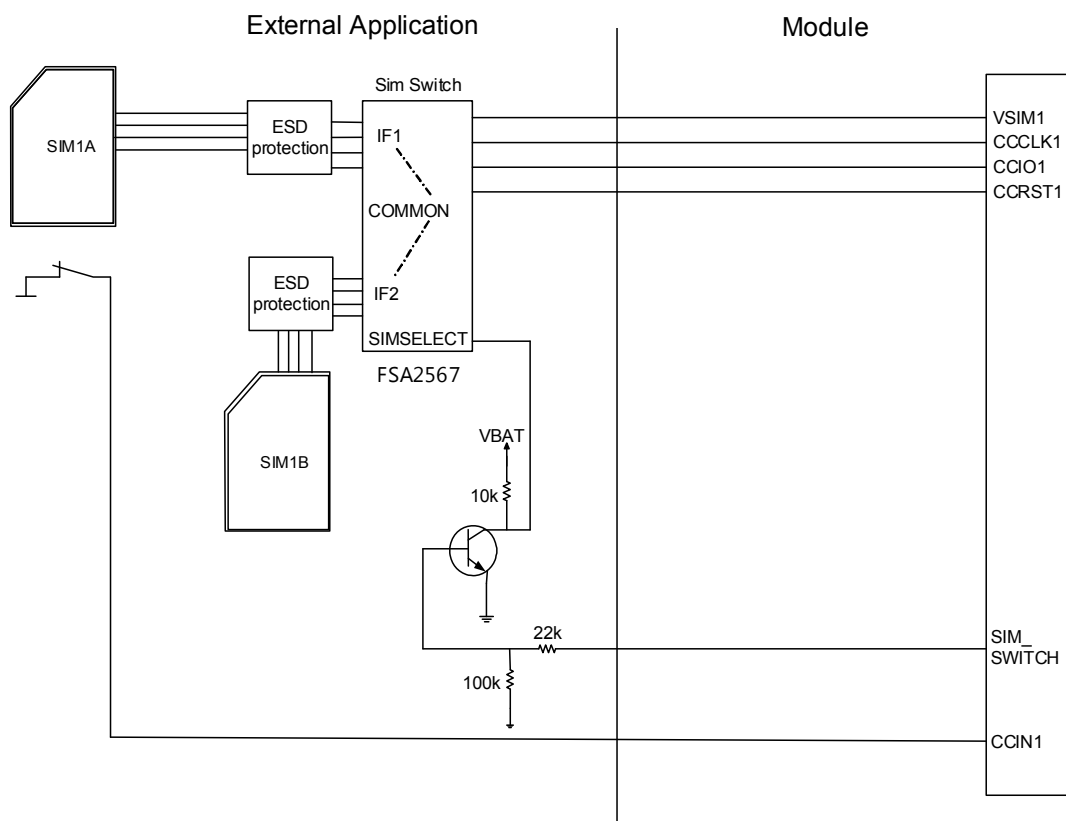 External Application
Module
Sim Switch
SIM1A
ESD
protection
IF1
COMMON
IF2
SIMSELECT
FSA2567
ESD
protection
SIM1B
VBAT
10k
22k
100k
VSIM1
CCCLK1
CCIO1
CCRST1
SIM_
SWITCH
CCIN1